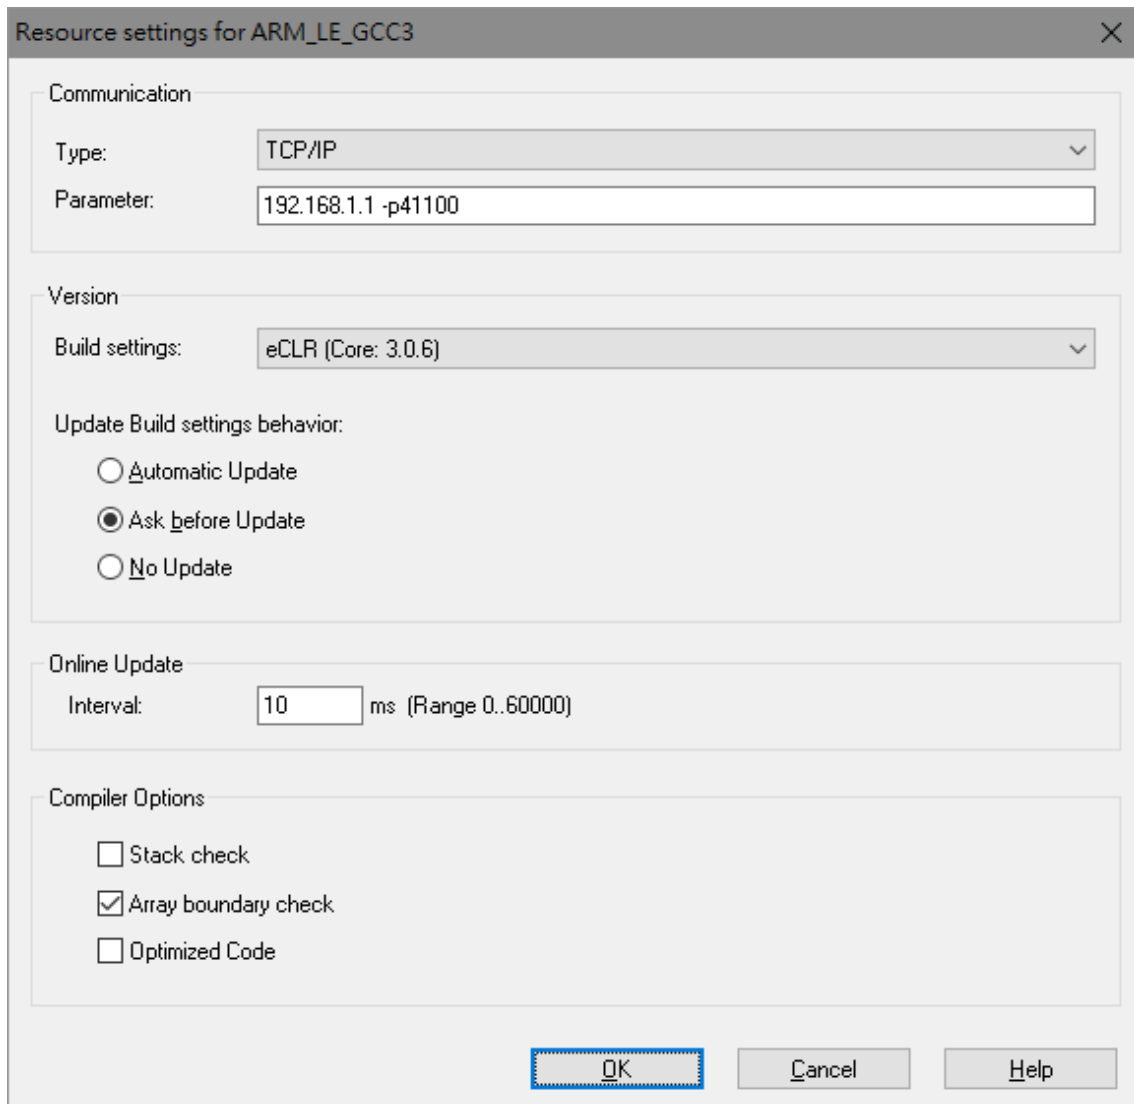 Resource settings for ARM_LE_GCC3
Communication
Type: TCP/IP
Parameter: 192.168.1.1 -p41100
Version
Build settings: eCLR (Core: 3.0.6)
Update Build settings behavior:
Automatic Update
Ask before Update
No Update
Online Update
Interval: 10 ms (Range 0..60000)
Compiler Options
Stack check
Array boundary check
Optimized Code
OK Cancel Help